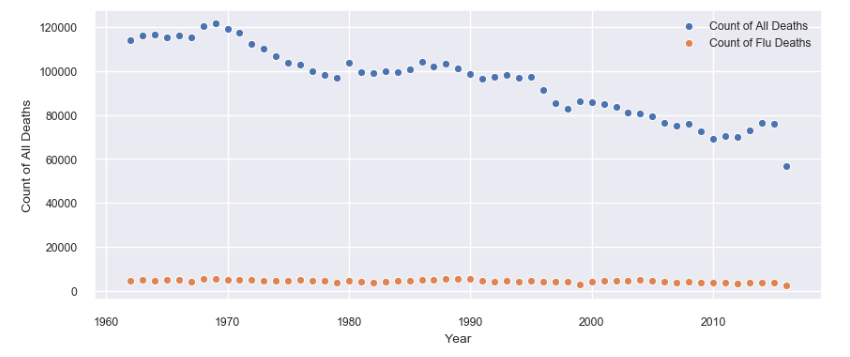 120000
100000
80000
60000
40000
20000
0
Count of All Deaths
Count of All Deaths
Count of Flu Deaths
1960 1970 1980 1990 2000 2010
Year